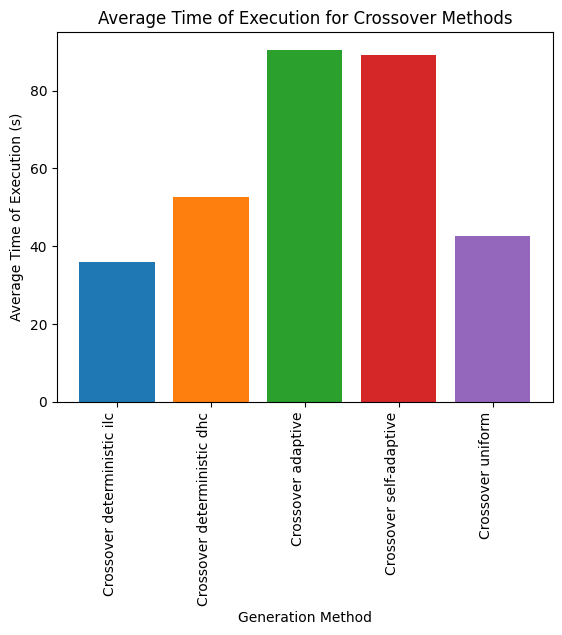 Average Time of Execution for Crossover Methods
Average Time of Execution (s)
80
60
40
20
0
Crossover deterministic ilc
Crossover deterministic dhc
Crossover adaptive
Crossover self-adaptive
Crossover uniform
Generation Method